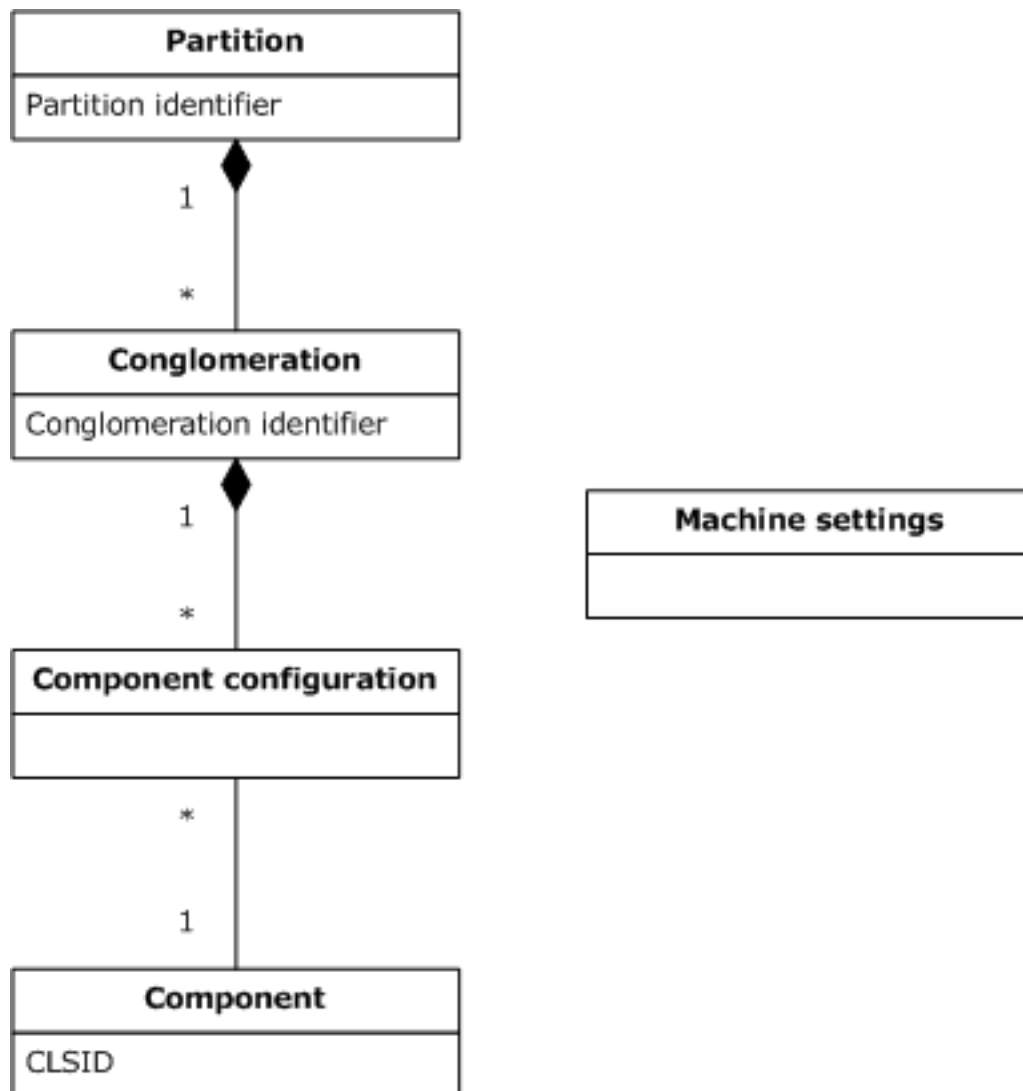 Partition
Partition identifier
1
*
Conglomeration
Conglomeration identifier
1
*
Machine settings
Component configuration
*
1
Component
CLSID